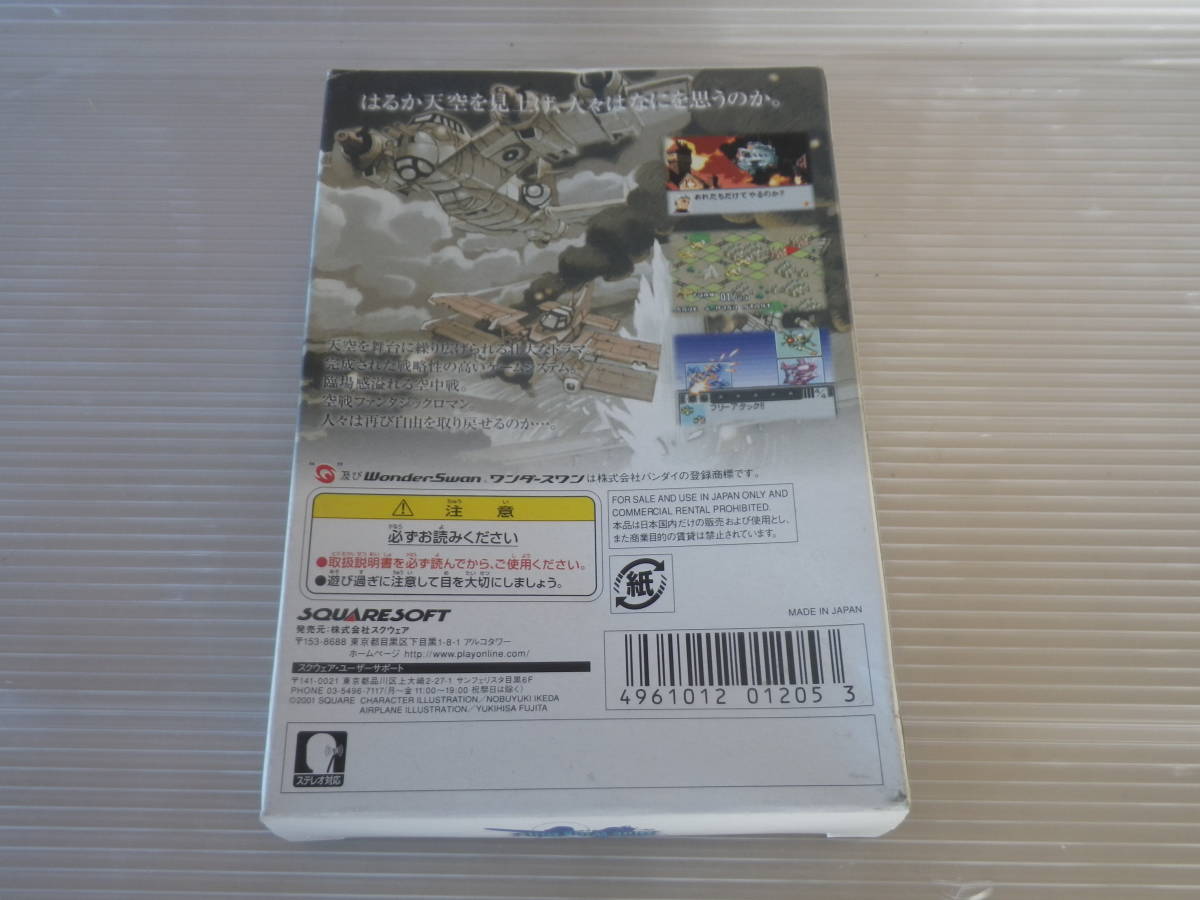 はるか天空を見上げ、人々はなにを思うのか。
おれたちだけで やるのか?
フリーアタック!!
天空を舞台に繰り広げられる壮大なドラマ
完成された戦略性の高いゲームシステムと
臨場感溢れる空中戦。
空戦ファンタジックロマン
人々は再び自由を取り戻せるのか…。
" "及び WonderSwan、ワンダースワンは株式会社バンダイの登録商標です。
注意
必ずお読みください
●取扱説明書を必ず読んでから、ご使用ください。
●遊び過ぎに注意して目を大切にしましょう。
FOR SALE AND USE IN JAPAN ONLY AND
COMMERCIAL RENTAL PROHIBITED.
本品は日本国内だけの販売および使用とし、
また商業目的の賃貸は禁止されています。
紙
SQUARESOFT
発売元:株式会社スクウェア
〒153-8688 東京都目黒区下目黒1-8-1 アルコタワー
ホームページ http://www.playonline.com/
スクウェア・ユーザーサポート
〒141-0021 東京都品川区上大崎2-27-1 サンフェリスタ目黒6F
PHONE 03-5496-7117(月〜金 11:00〜19:00 祝祭日は除く)
©2001 SQUARE CHARACTER ILLUSTRATION/NOBUYUKI IKEDA
AIRPLANE ILLUSTRATION/YUKIHISA FUJITA
MADE IN JAPAN
4961012 01205 3
ステレオ対応